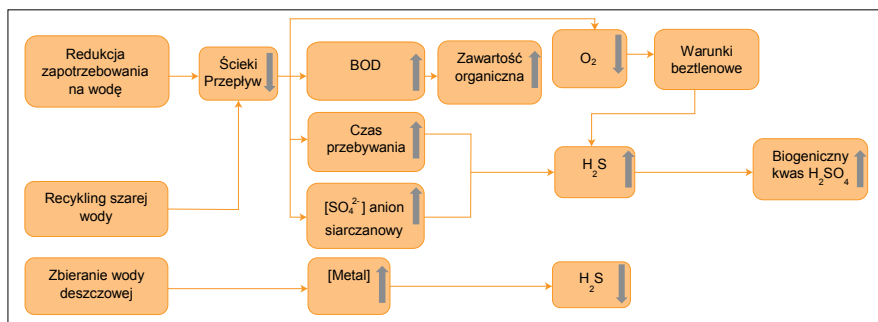 Redukcja
zapotrzebowania
na wodę
Ścieki
Przepływ
BOD
Zawartość
organiczna
O₂
Warunki
beztlenowe
Czas
przebywania
H₂S
Biogeniczny
kwas H₂SO₄
Recykling szarej
wody
[SO₄²⁻] anion
siarczanowy
Zbieranie wody
deszczowej
[Metal]
H₂S